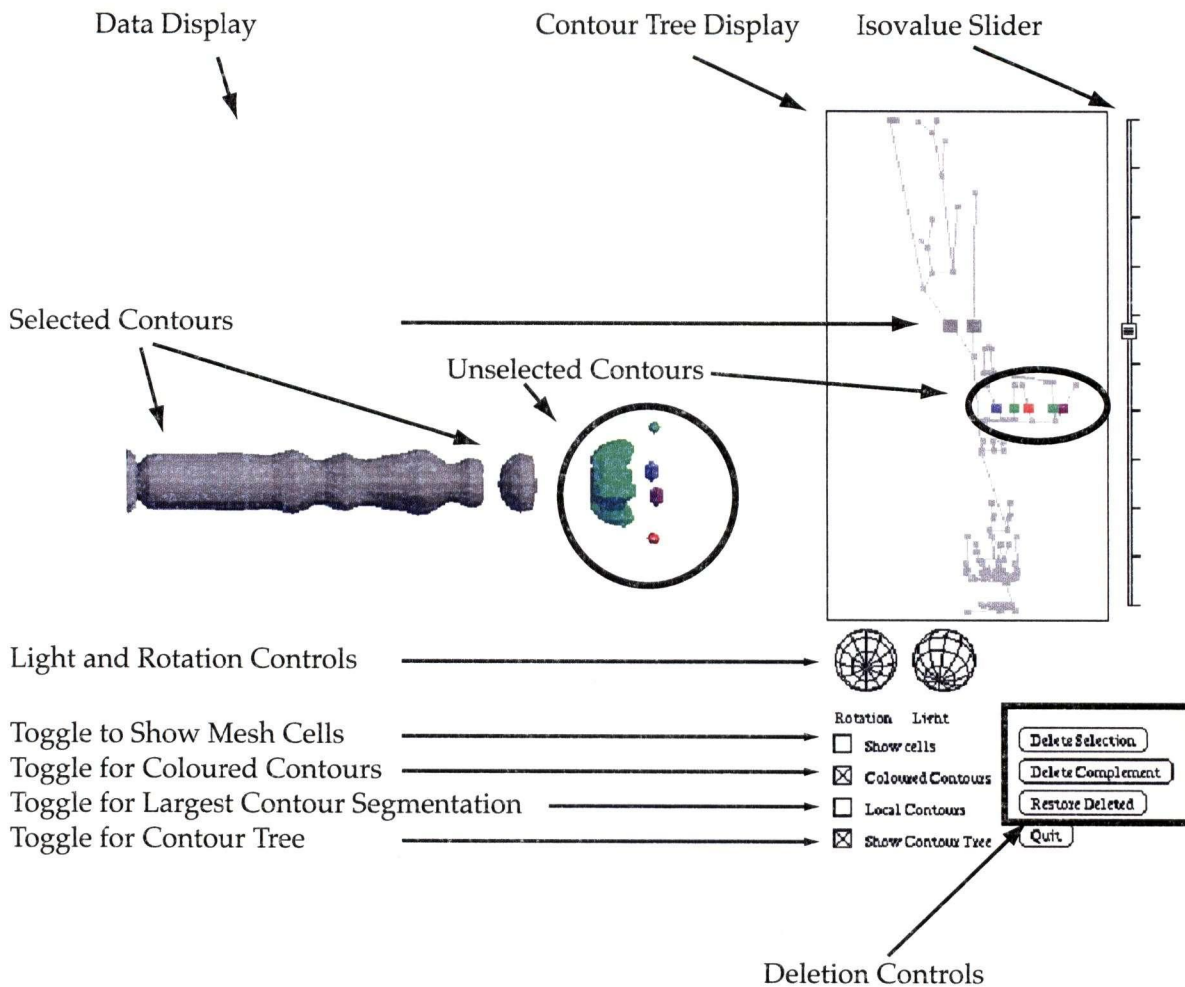 Data Display
Contour Tree Display
Isovalue Slider
Selected Contours
Unselected Contours
Light and Rotation Controls
Rotation Light
Toggle to Show Mesh Cells
Show cells
Delete Selection
Toggle for Coloured Contours
Coloured Contours
Delete Complement
Toggle for Largest Contour Segmentation
Local Contours
Restore Deleted
Toggle for Contour Tree
Show Contour Tree
Quit
Deletion Controls